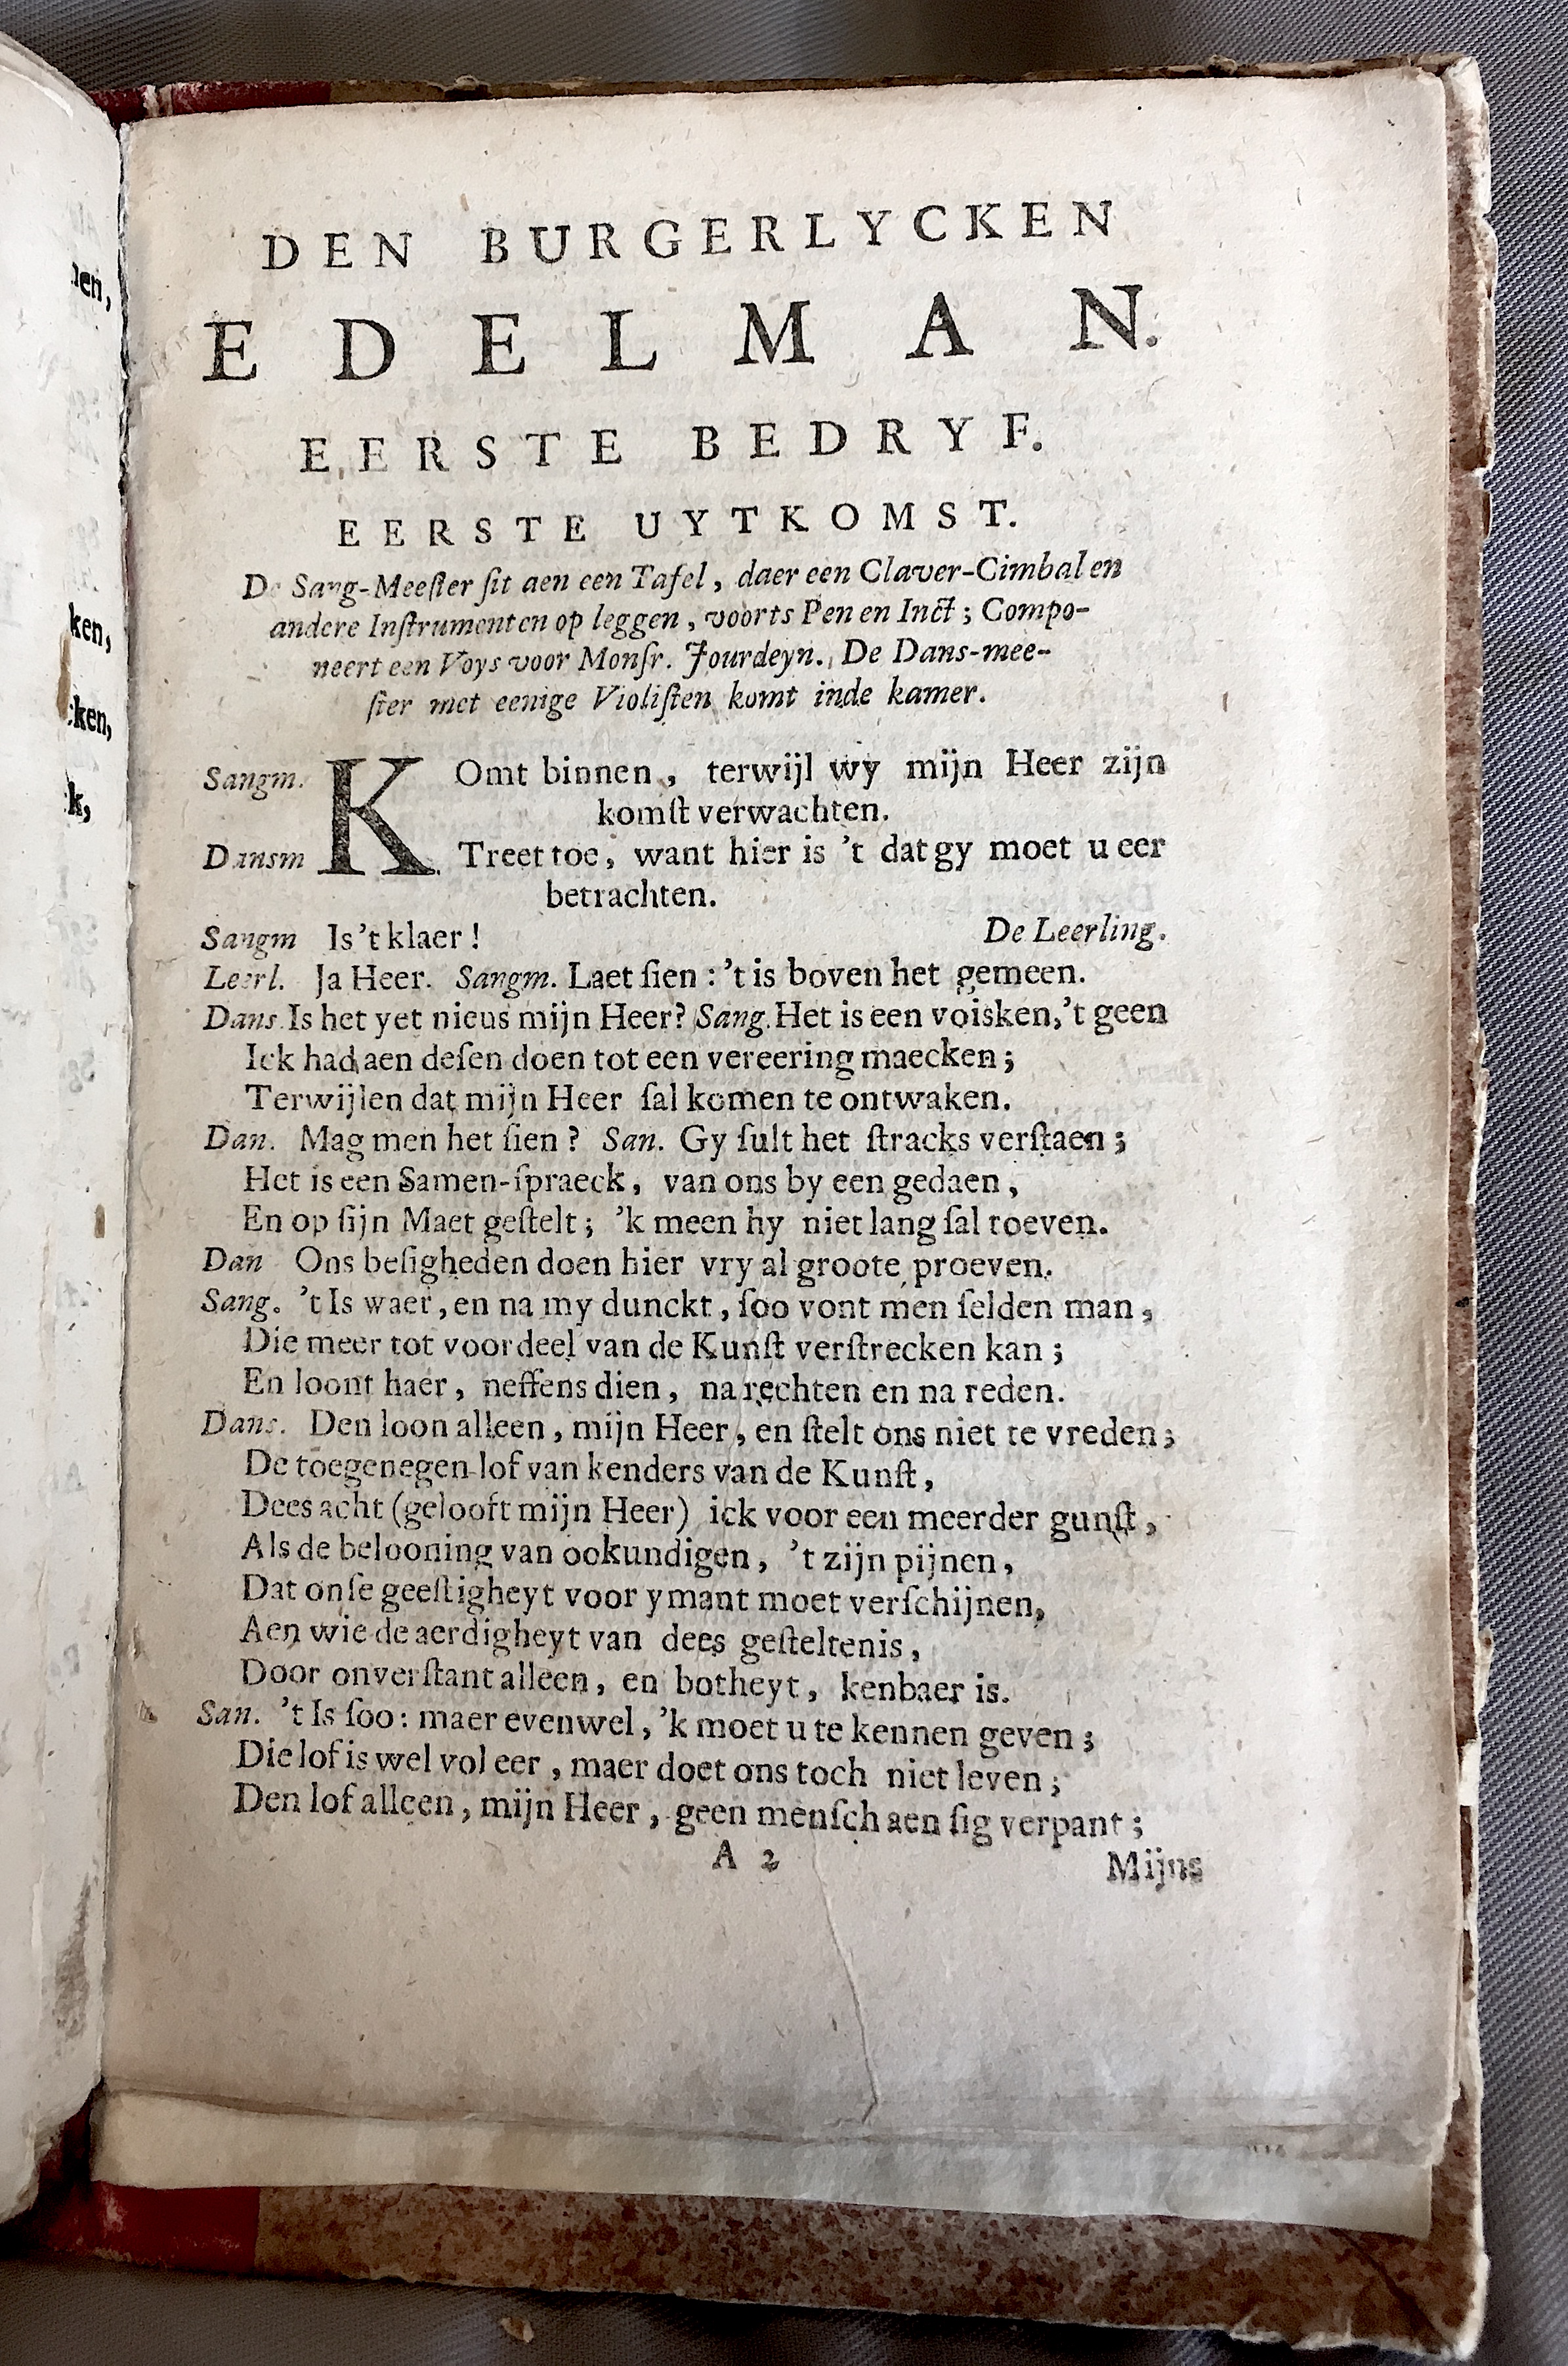 nen,
ken,
cken,
k,
DEN BURGERLYCKEN
EDELMAN.
EERSTE BEDRYF.
EERSTE UYTKOMST.
De Sang-Meeſter ſit aen een Tafel, daer een Claver-Cimbal en
andere Inſtrumenten op leggen, voorts Pen en Inct; Compo-
neert een Voys voor Monſr. Jourdeyn. De Dans-mee-
ſter met eenige Violiſten komt inde kamer.
Sangm. KOmt binnen, terwijl wy mijn Heer zijn
komſt verwachten.
Dansm Treet toe, want hier is 't dat gy moet u eer
betrachten.
Sangm Is 't klaer! De Leerling.
Leerl. Ja Heer. Sangm. Laet ſien: 't is boven het gemeen.
Dans. Is het yet nieus mijn Heer? Sang. Het is een voisken, 't geen
Ick had aen deſen doen tot een vereering maecken;
Terwijlen dat mijn Heer ſal komen te ontwaken.
Dan. Mag men het ſien? San. Gy ſult het ſtracks verſtaen;
Het is een Samen-ſpraeck, van ons by een gedaen,
En op ſijn Maet geſtelt; 'k meen hy niet lang ſal toeven.
Dan Ons beſigheden doen hier vry al groote proeven.
Sang. 't Is waer, en na my dunckt, ſoo vont men ſelden man,
Die meer tot voordeel van de Kunſt verſtrecken kan;
En loont haer, neffens dien, na rechten en na reden.
Dans. Den loon alleen, mijn Heer, en ſtelt ons niet te vreden;
De toegenegen lof van kenders van de Kunſt,
Dees acht (gelooft mijn Heer) ick voor een meerder gunſt,
Als de belooning van ookundigen, 't zijn pijnen,
Dat onſe geeſtigheyt voor ymant moet verſchijnen,
Aen wie de aerdigheyt van dees geſteltenis,
Door onverſtant alleen, en botheyt, kenbaer is.
San. 't Is ſoo: maer evenwel, 'k moet u te kennen geven;
Die lof is wel vol eer, maer doet ons toch niet leven;
Den lof alleen, mijn Heer, geen menſch aen ſig verpant;
A 2 Mijns